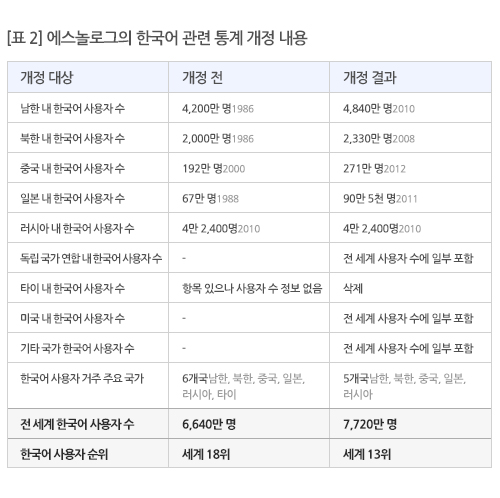 [표 2] 에스놀로그의 한국어 관련 통계 개정 내용
개정 대상 개정 전 개정 결과
남한 내 한국어 사용자 수 4,200만 명1986 4,840만 명2010
북한 내 한국어 사용자 수 2,000만 명1986 2,330만 명2008
중국 내 한국어 사용자 수 192만 명2000 271만 명2012
일본 내 한국어 사용자 수 67만 명1988 90만 5천 명2011
러시아 내 한국어 사용자 수 4만 2,400명2010 4만 2,400명2010
독립 국가 연합 내 한국어 사용자 수 - 전 세계 사용자 수에 일부 포함
타이 내 한국어 사용자 수 항목 있으나 사용자 수 정보 없음 삭제
미국 내 한국어 사용자 수 - 전 세계 사용자 수에 일부 포함
기타 국가 한국어 사용자 수 - 전 세계 사용자 수에 일부 포함
한국어 사용자 거주 주요 국가 6개국남한, 북한, 중국, 일본, 5개국남한, 북한, 중국, 일본,
러시아, 타이 러시아
전 세계 한국어 사용자 수 6,640만 명 7,720만 명
한국어 사용자 순위 세계 18위 세계 13위